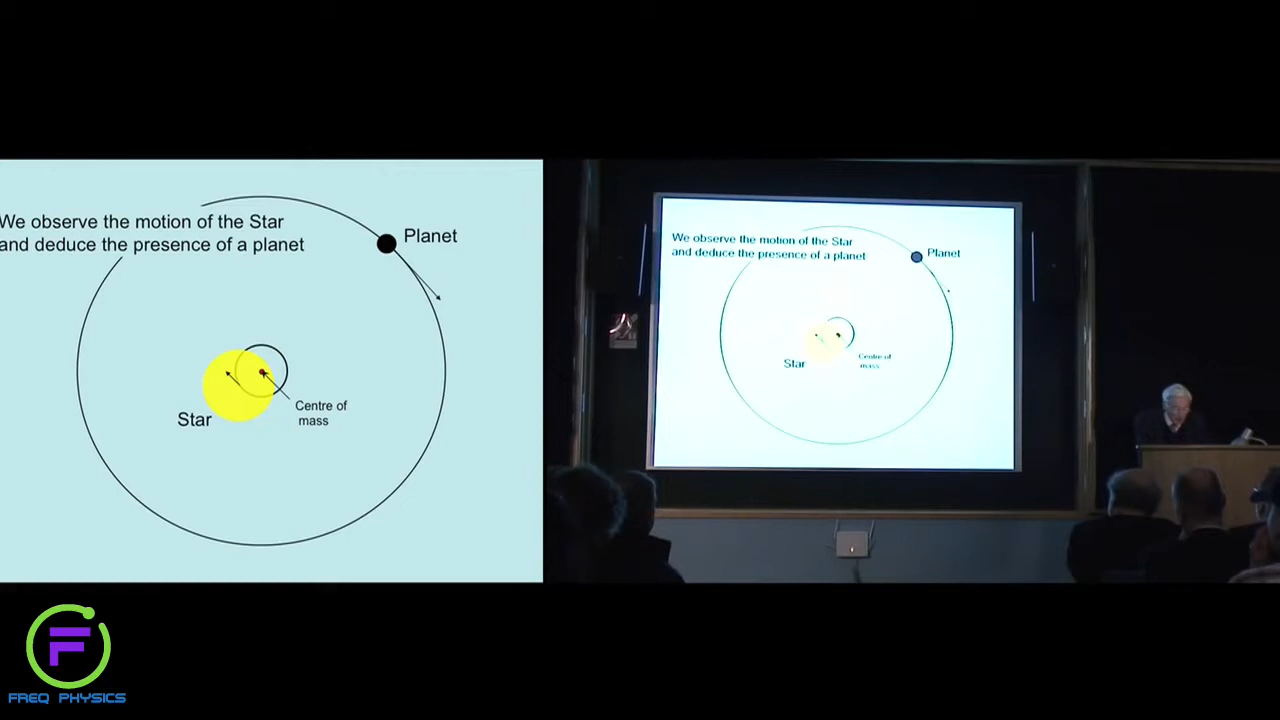 We observe the motion of the Star
and deduce the presence of a planet
Planet
Star
Centre of
mass
We observe the motion of the Star
and deduce the presence of a planet
Planet
Star
Centre of
mass
F
FREQ PHYSICS